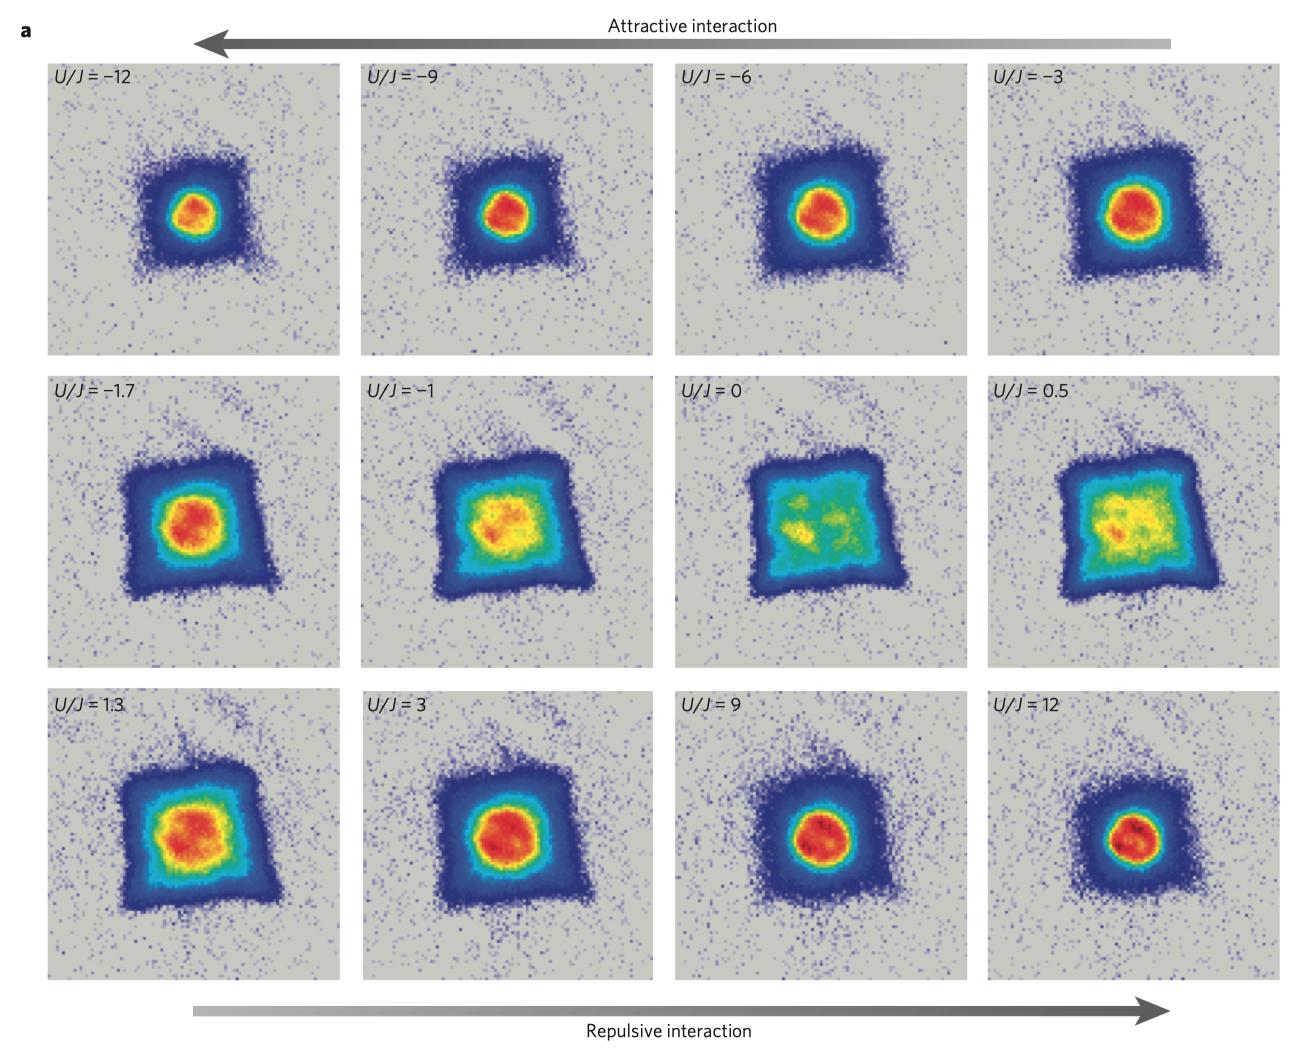 a
Attractive interaction
U/J = −12
U/J = −9
U/J = −6
U/J = −3
U/J = −1.7
U/J = −1
U/J = 0
U/J = 0.5
U/J = 1.3
U/J = 3
U/J = 9
U/J = 12
Repulsive interaction